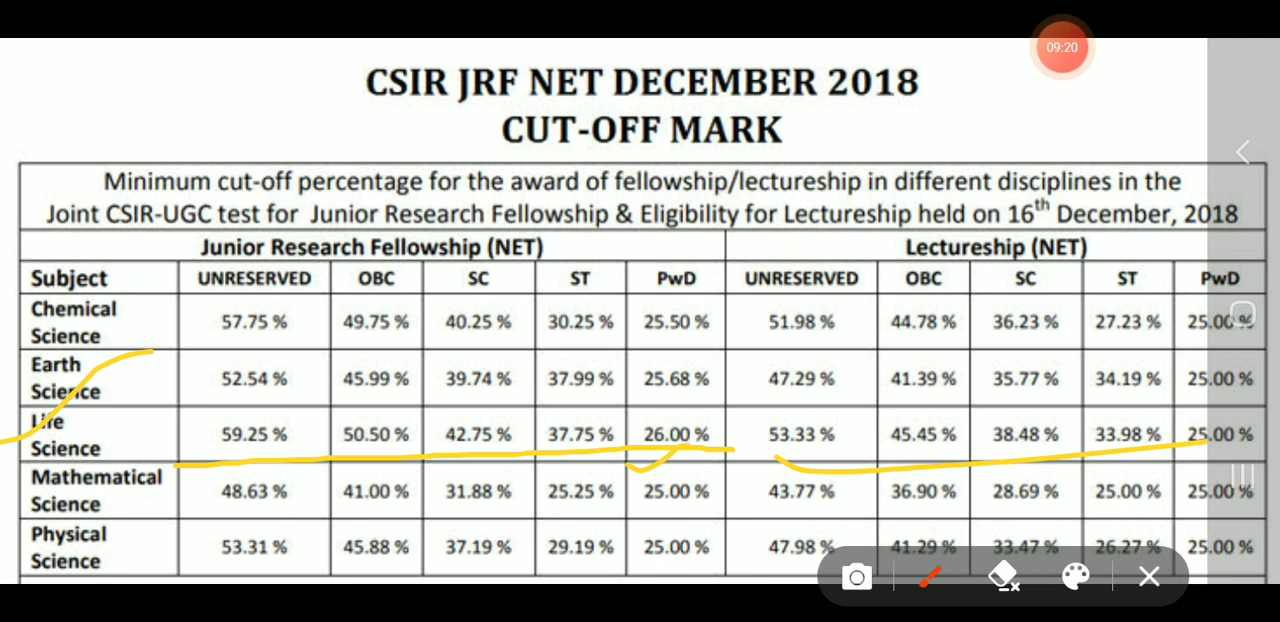 09:20
CSIR JRF NET DECEMBER 2018
CUT-OFF MARK
Minimum cut-off percentage for the award of fellowship/lectureship in different disciplines in the
Joint CSIR-UGC test for Junior Research Fellowship & Eligibility for Lectureship held on 16th December, 2018
Junior Research Fellowship (NET) Lectureship (NET)
Subject UNRESERVED OBC SC ST PwD UNRESERVED OBC SC ST PwD
Chemical
Science 57.75 % 49.75 % 40.25 % 30.25 % 25.50 % 51.98 % 44.78 % 36.23 % 27.23 % 25.00 %
Earth
Science 52.54 % 45.99 % 39.74 % 37.99 % 25.68 % 47.29 % 41.39 % 35.77 % 34.19 % 25.00 %
Life
Science 59.25 % 50.50 % 42.75 % 37.75 % 26.00 % 53.33 % 45.45 % 38.48 % 33.98 % 25.00 %
Mathematical
Science 48.63 % 41.00 % 31.88 % 25.25 % 25.00 % 43.77 % 36.90 % 28.69 % 25.00 % 25.00 %
Physical
Science 53.31 % 45.88 % 37.19 % 29.19 % 25.00 % 47.98 % 41.29 % 33.47 % 26.27 % 25.00 %